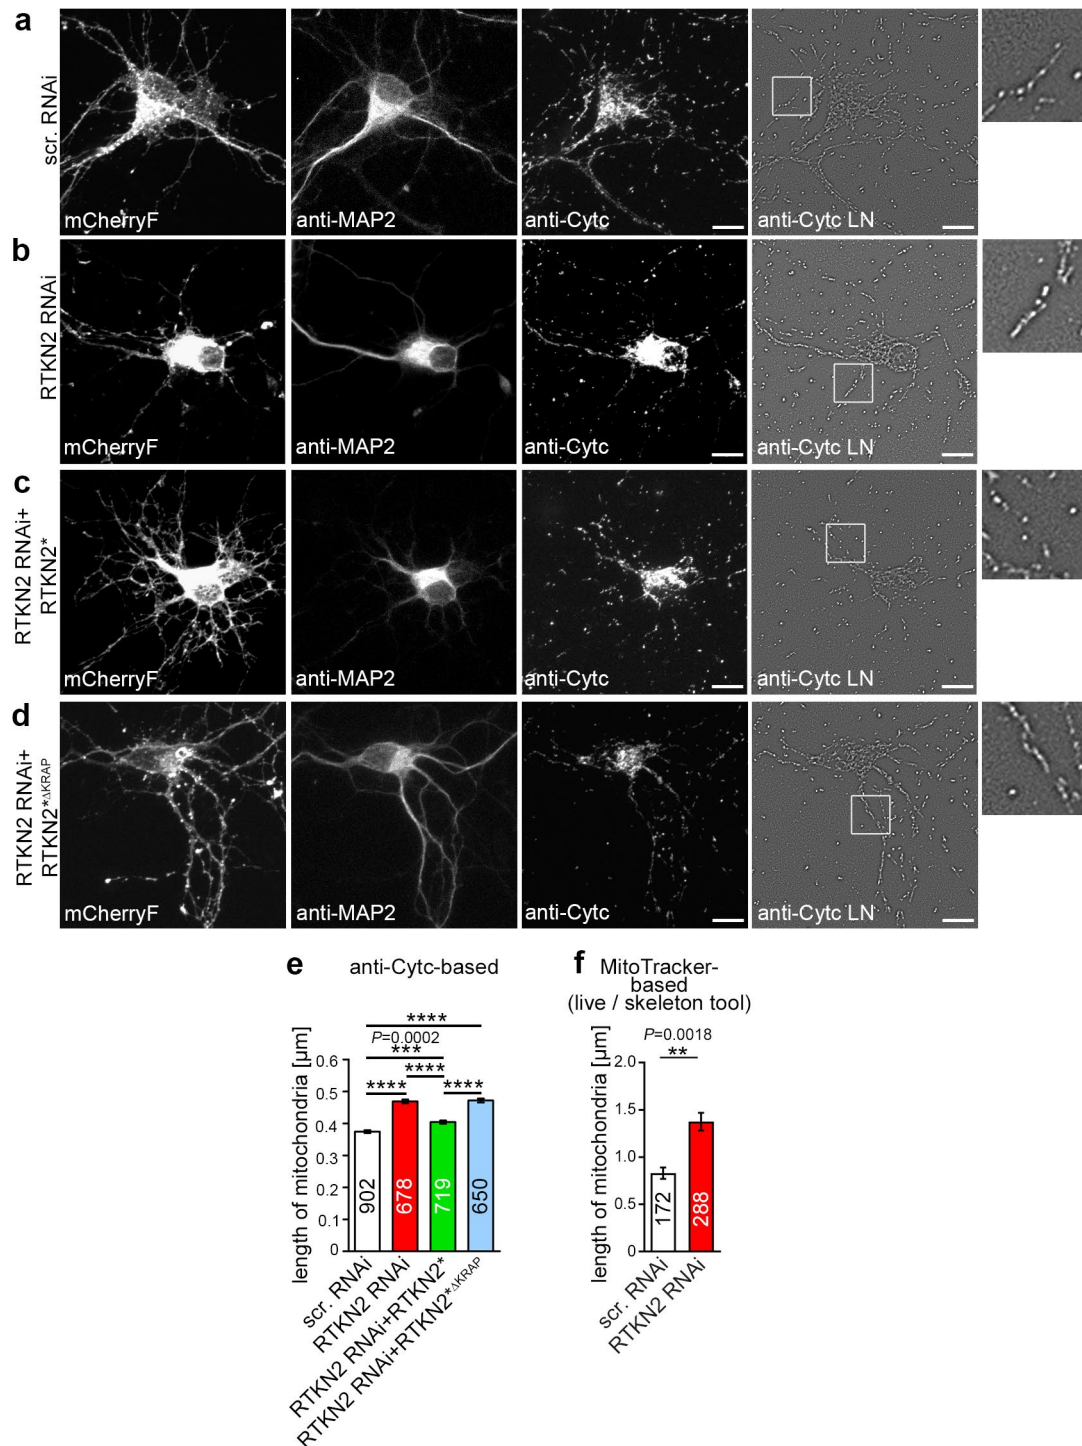 a
scr. RNAi
mCherryF
anti-MAP2
anti-Cytc
anti-Cytc LN
b
RTKN2 RNAi
mCherryF
anti-MAP2
anti-Cytc
anti-Cytc LN
c
RTKN2 RNAi+
RTKN2*
mCherryF
anti-MAP2
anti-Cytc
anti-Cytc LN
d
RTKN2 RNAi+
RTKN2*ΔKRAP
mCherryF
anti-MAP2
anti-Cytc
anti-Cytc LN
e
anti-Cytc-based
****
P=0.0002
***
****
**** ****
length of mitochondria [µm]
0.6
0.5
0.4
0.3
0.2
0.1
0
902
678
719
650
scr. RNAi
RTKN2 RNAi
RTKN2 RNAi+RTKN2*
RTKN2 RNAi+RTKN2*ΔKRAP
f
MitoTracker-
based
(live / skeleton tool)
P=0.0018
**
length of mitochondria [µm]
2.0
1.5
1.0
0.5
0
172
288
scr. RNAi
RTKN2 RNAi